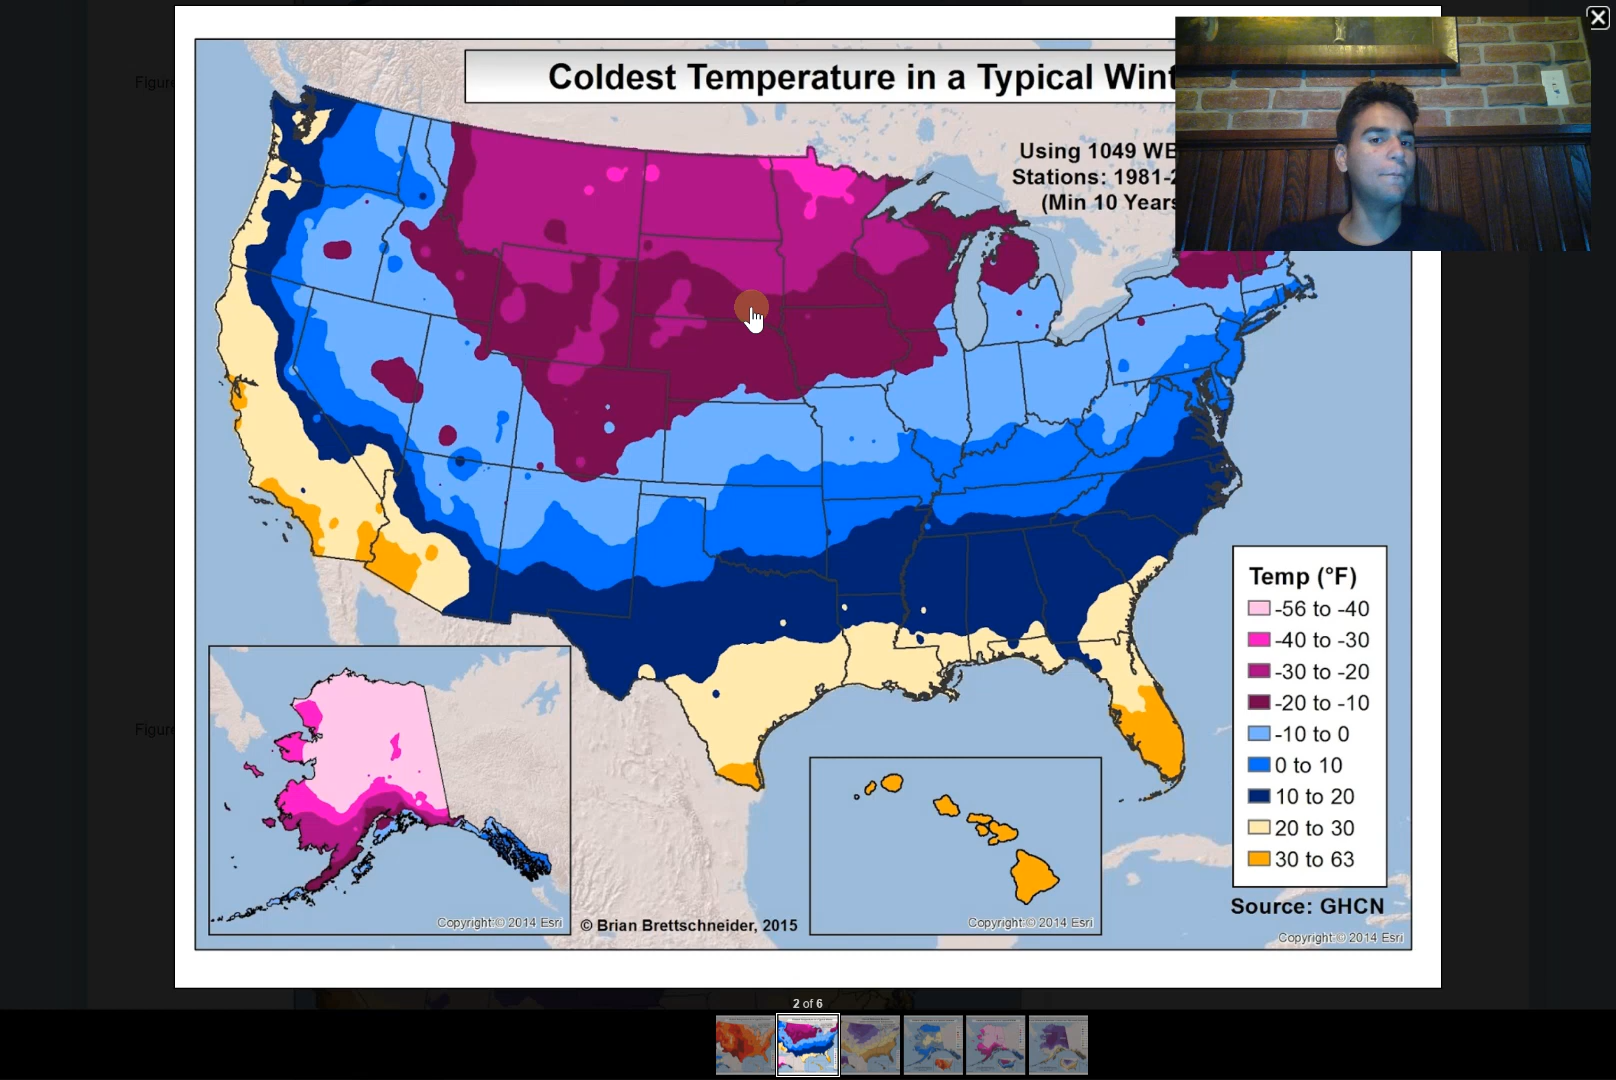 Figure
Coldest Temperature in a Typical Wint
Using 1049 WE
Stations: 1981-2
(Min 10 Years
Temp (°F)
-56 to -40
-40 to -30
-30 to -20
-20 to -10
-10 to 0
0 to 10
10 to 20
20 to 30
30 to 63
Source: GHCN
Copyright:© 2014 Esri
Figure
Copyright:© 2014 Esri
© Brian Brettschneider, 2015
Copyright:© 2014 Esri
2 of 6